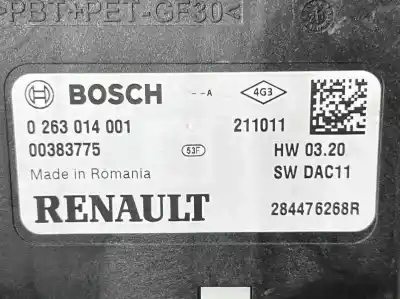 >PBT+PET-GF30<
BOSCH --A 4G3
0 263 014 001 211011
00383775 53F HW 03.20
Made in Romania SW DAC11
RENAULT 284476268R